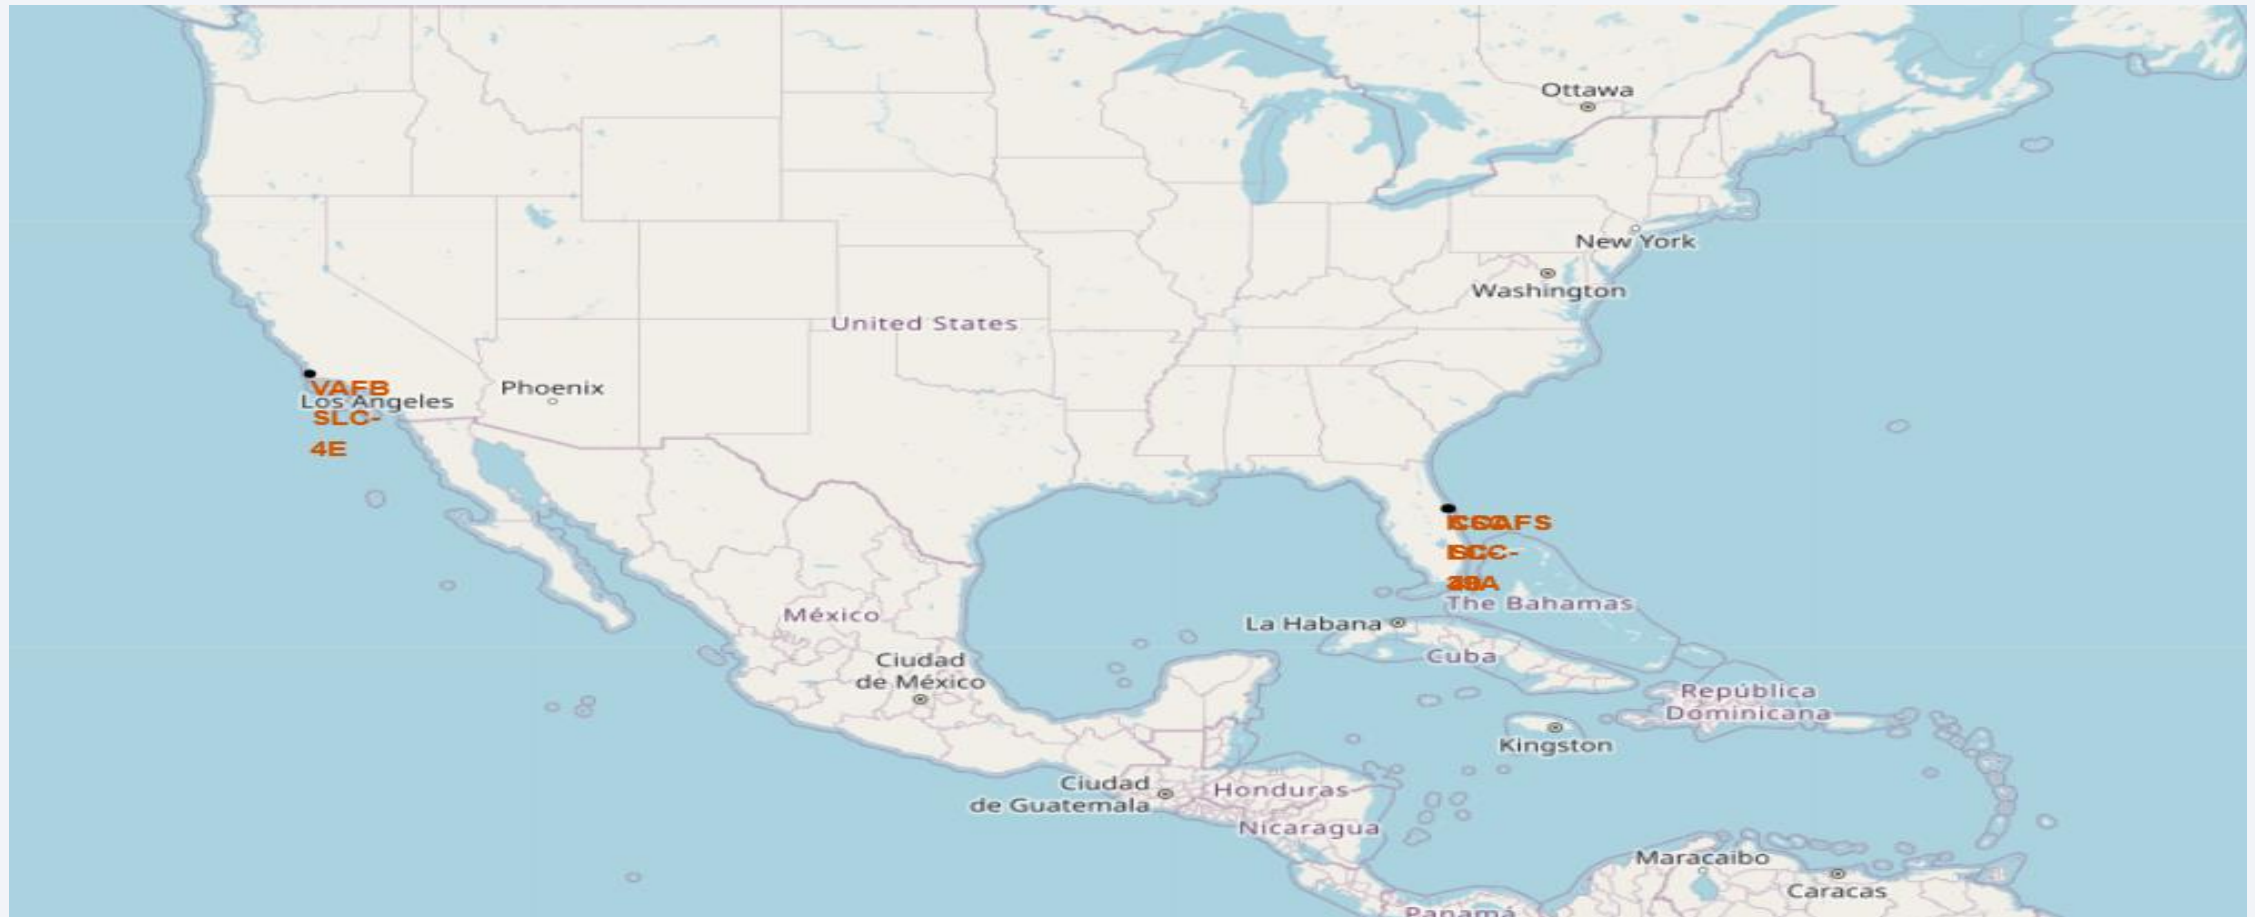 Ottawa
New York
Washington
United States
VAFB
SLC-
4E
Los Angeles
Phoenix
The Bahamas
La Habana
México
Cuba
Ciudad
de México
República
Dominicana
Kingston
Ciudad
de Guatemala
Honduras
Nicaragua
Maracaibo
Caracas
Panamá